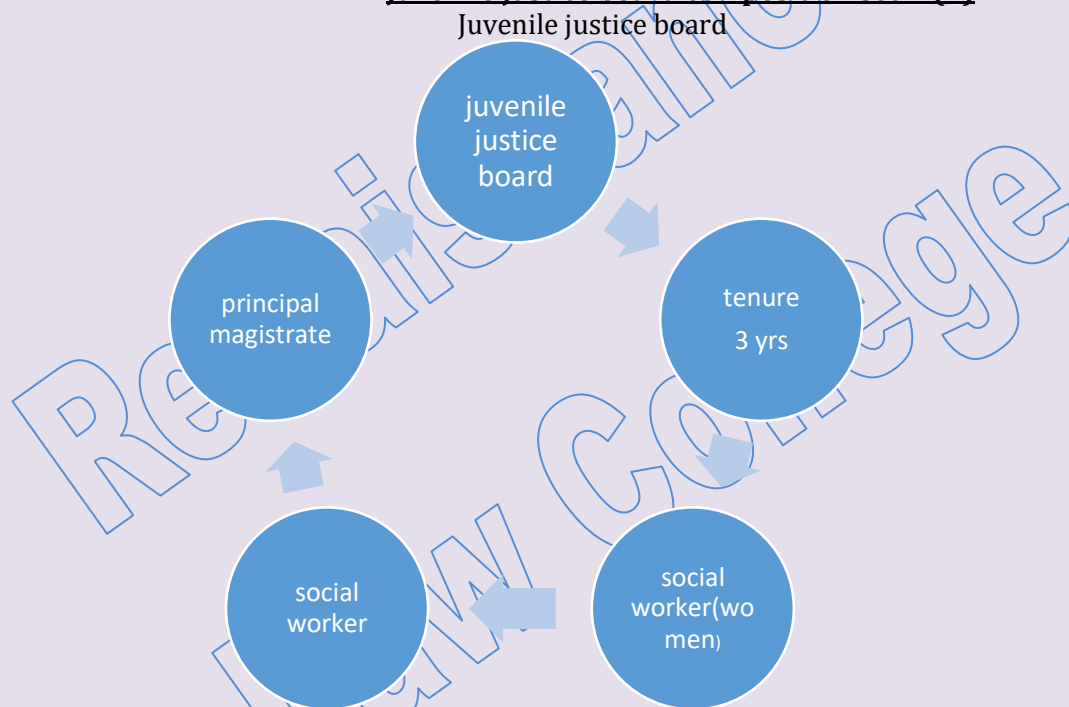 Juvenile justice board
juvenile
justice
board
tenure
3 yrs
social
worker(wo
men)
social
worker
principal
magistrate